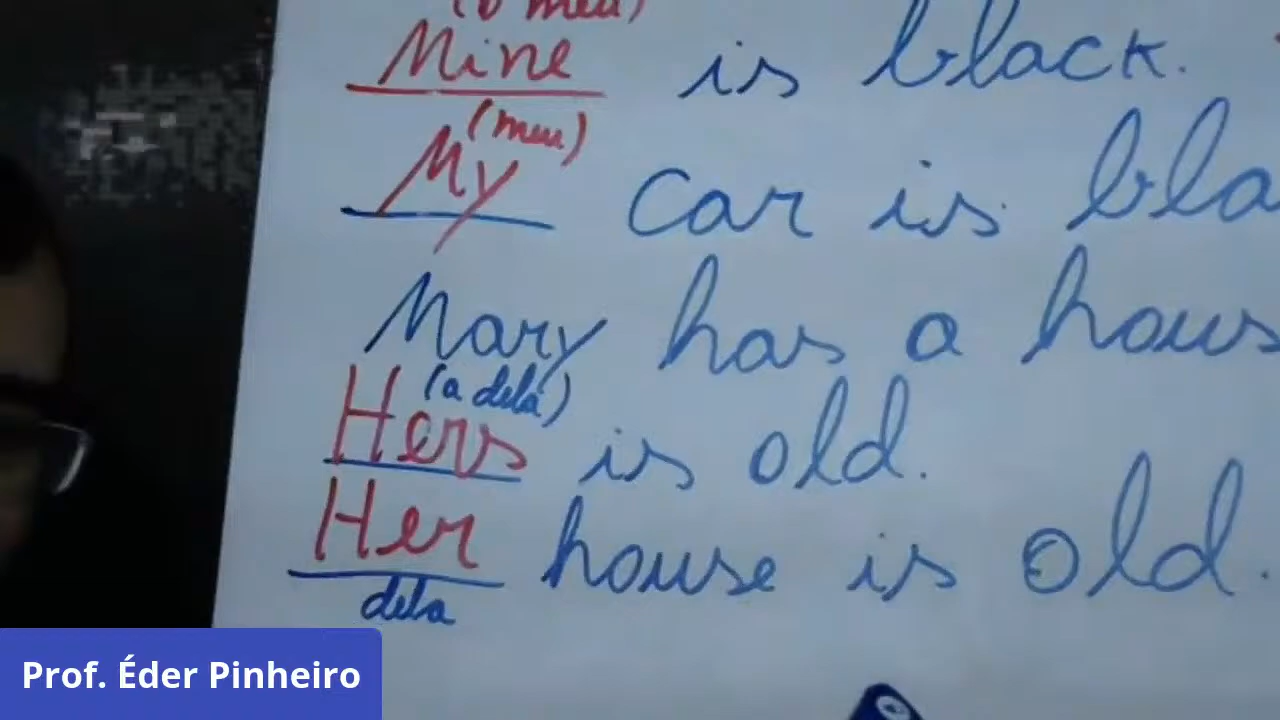 (o meu)
Mine is black.
(meu)
My car is bla
Mary has a hous
(a dela)
Hers is old.
Her house is old.
dela
Prof. Éder Pinheiro